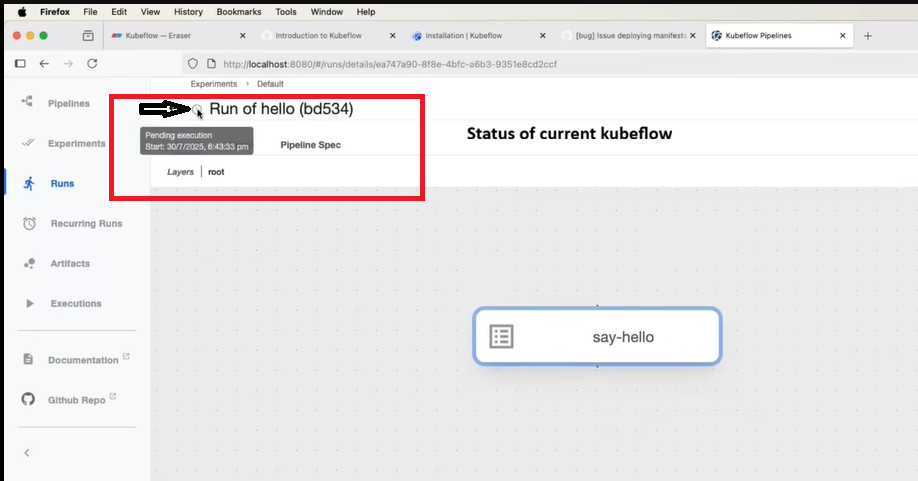 Firefox File Edit View History Bookmarks Tools Window Help
Kubeflow — Eraser
Introduction to Kubeflow
Installation | Kubeflow
[bug] Issue deploying manifests
Kubeflow Pipelines
http://localhost:8080/#/runs/details/ea747a90-8f8e-4bfc-a6b3-9351e8cd2ccf
Experiments > Default
Pipelines
Run of hello (bd534)
Pending execution
Start: 30/7/2025, 6:43:33 pm
Status of current kubeflow
Experiments
Pipeline Spec
Layers root
Runs
Recurring Runs
Artifacts
Executions
say-hello
Documentation
Github Repo